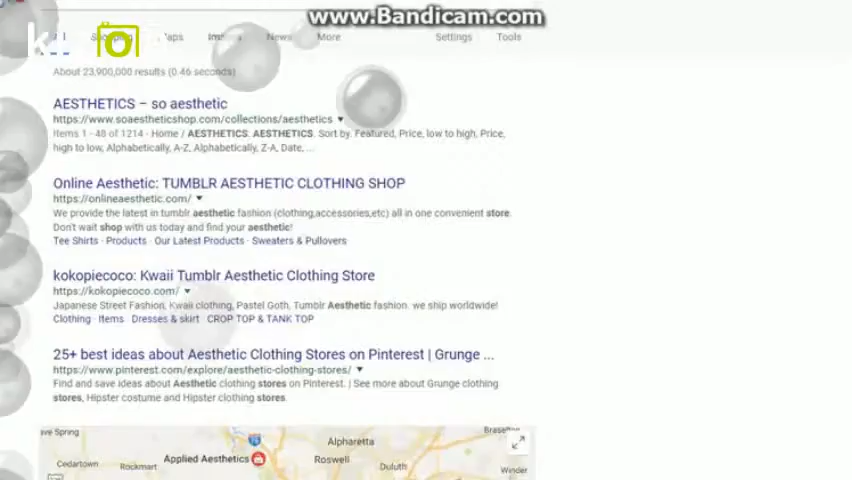 www.Bandicam.com
News
More
Settings
Tools
About 23,900,000 results (0.46 seconds)
AESTHETICS – so aesthetic
https://www.soaestheticshop.com/collections/aesthetics
Items 1 - 48 of 1214 - Home / AESTHETICS. AESTHETICS. Sort by. Featured, Price, low to high, Price,
high to low, Alphabetically, A-Z, Alphabetically, Z-A, Date, ...
Online Aesthetic: TUMBLR AESTHETIC CLOTHING SHOP
https://onlineaesthetic.com/
We provide the latest in tumblr aesthetic fashion (clothing,accessories,etc) all in one convenient store.
Don't wait shop with us today and find your aesthetic!
Tee Shirts · Products · Our Latest Products · Sweaters & Pullovers
kokopiecoco: Kwaii Tumblr Aesthetic Clothing Store
https://kokopiecoco.com/
Japanese Street Fashion, Kwaii clothing, Pastel Goth, Tumblr Aesthetic fashion. we ship worldwide!
Clothing · Items · Dresses & skirt · CROP TOP & TANK TOP
25+ best ideas about Aesthetic Clothing Stores on Pinterest | Grunge ...
https://www.pinterest.com/explore/aesthetic-clothing-stores/
Find and save ideas about Aesthetic clothing stores on Pinterest. | See more about Grunge clothing
stores, Hipster costume and Hipster clothing stores.
ave Spring
Alpharetta
Cedartown
Rockmart
Applied Aesthetics
Roswell
Duluth
Winder